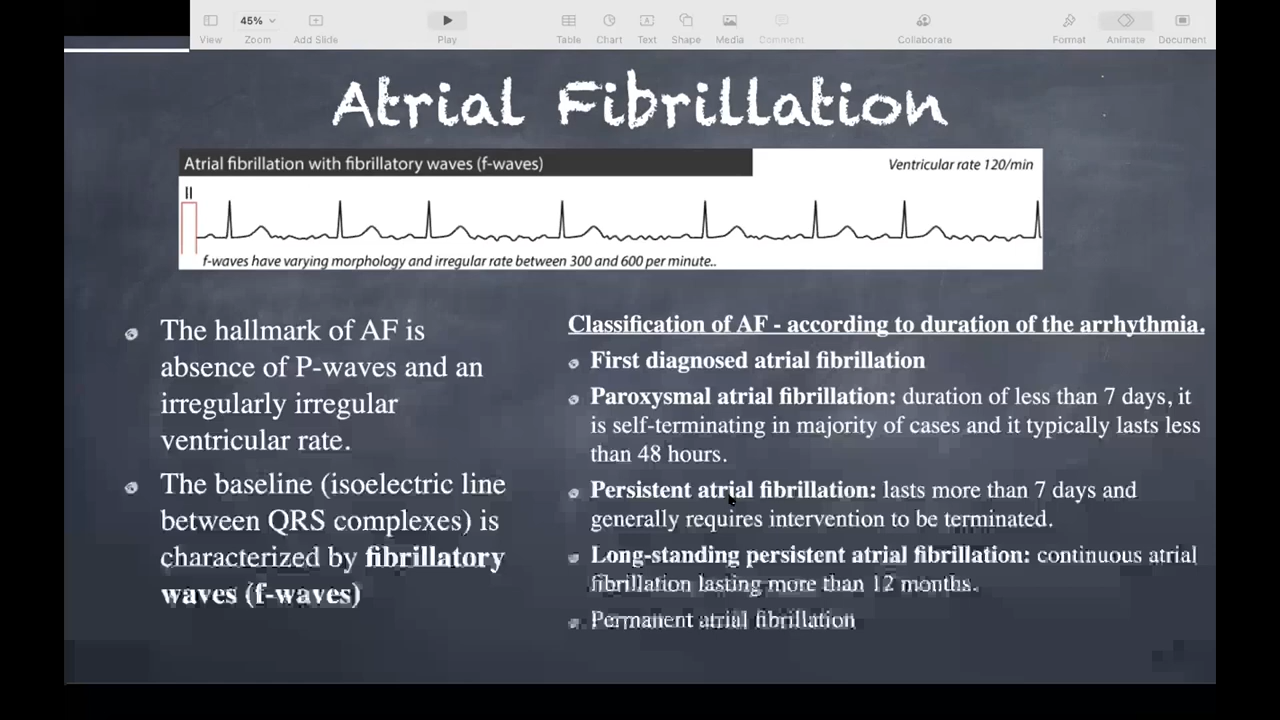 45%
View
Zoom
Add Slide
Play
Table
Chart
Text
Shape
Media
Comment
Collaborate
Format
Animate
Document
Atrial Fibrillation
Atrial fibrillation with fibrillatory waves (f-waves)
Ventricular rate 120/min
II
f-waves have varying morphology and irregular rate between 300 and 600 per minute..
The hallmark of AF is
absence of P-waves and an
irregularly irregular
ventricular rate.
The baseline (isoelectric line
between QRS complexes) is
characterized by fibrillatory
waves (f-waves)
Classification of AF - according to duration of the arrhythmia.
First diagnosed atrial fibrillation
Paroxysmal atrial fibrillation: duration of less than 7 days, it
is self-terminating in majority of cases and it typically lasts less
than 48 hours.
Persistent atrial fibrillation: lasts more than 7 days and
generally requires intervention to be terminated.
Long-standing persistent atrial fibrillation: continuous atrial
fibrillation lasting more than 12 months.
Permanent atrial fibrillation